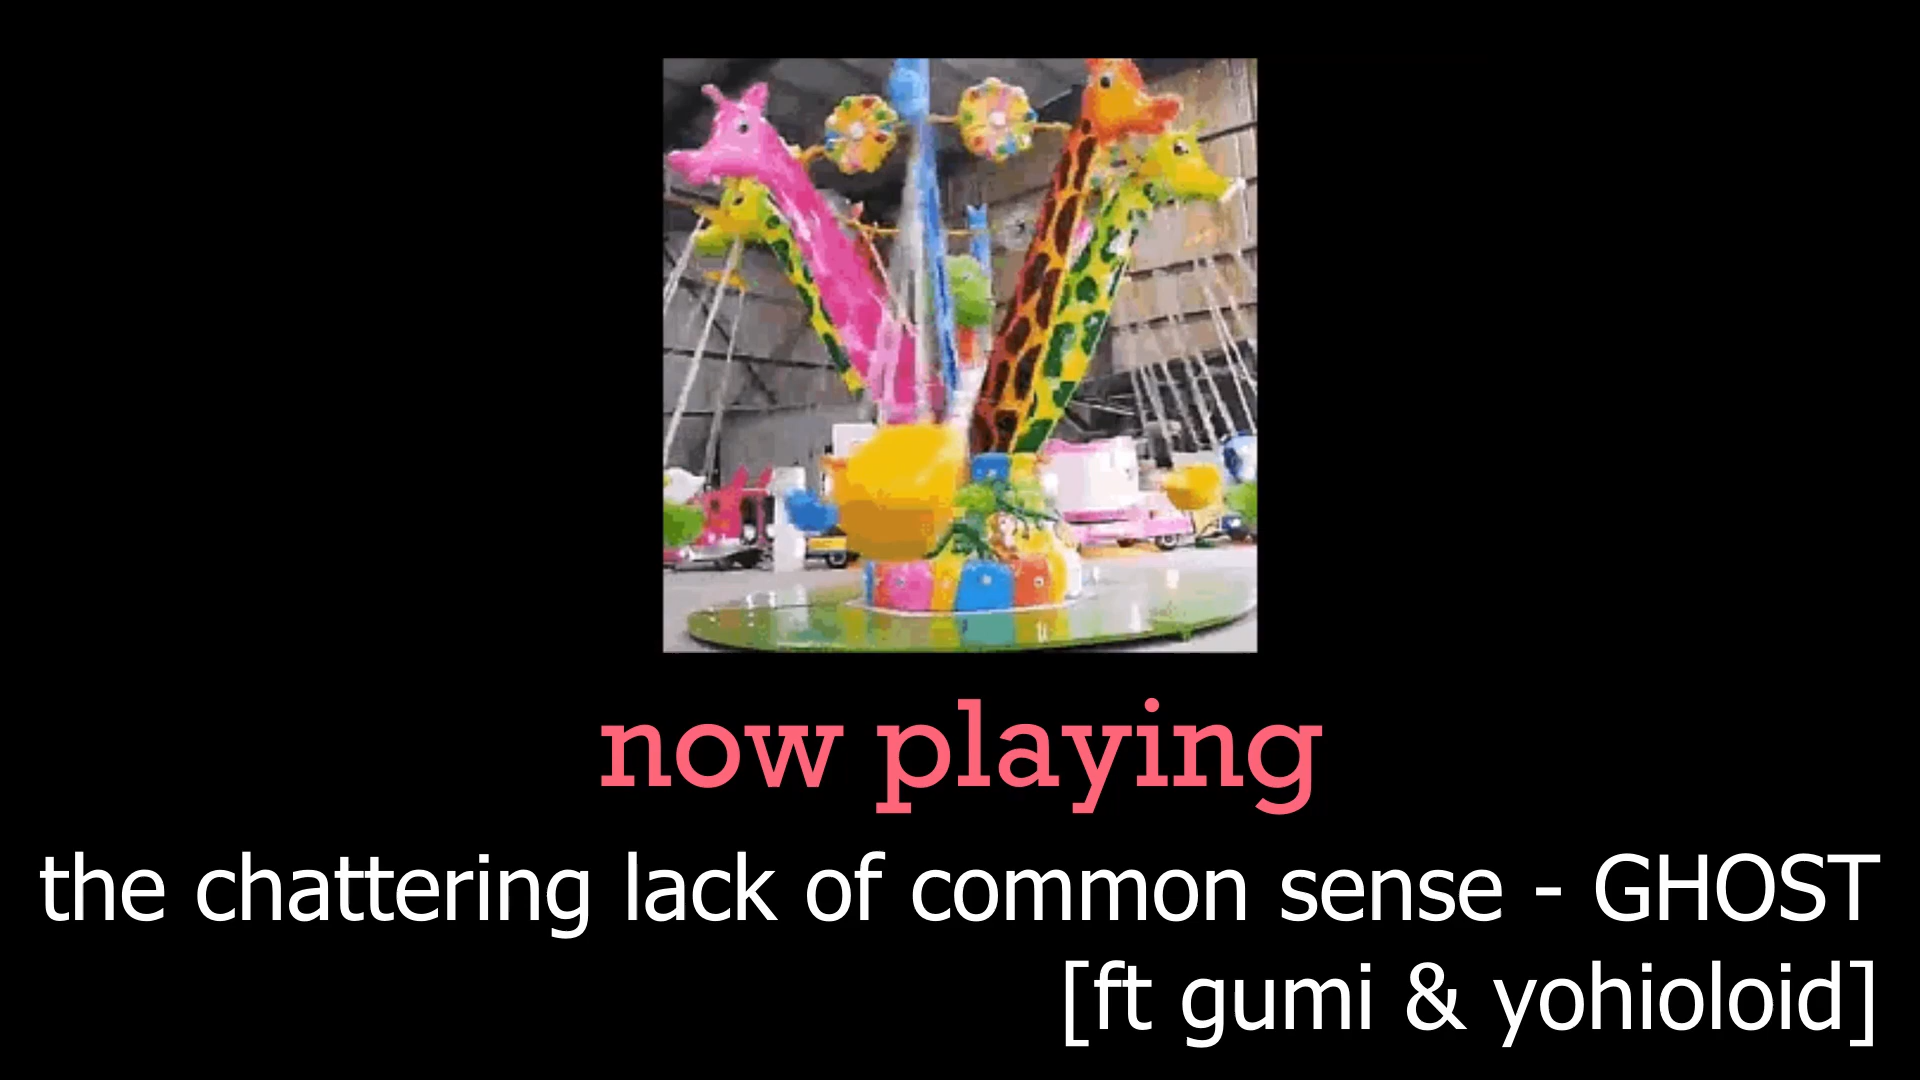 now playing
the chattering lack of common sense - GHOST
[ft gumi & yohioloid]